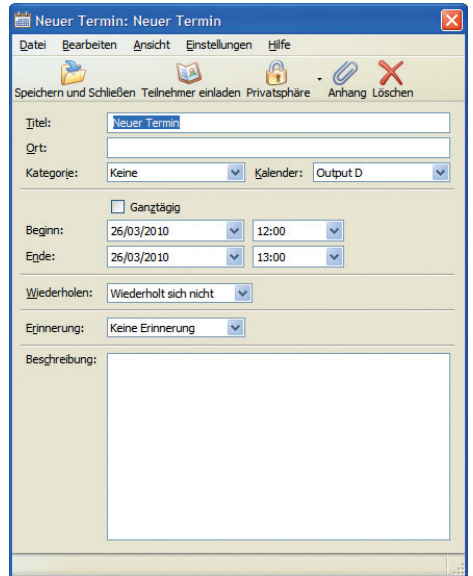 Neuer Termin: Neuer Termin
Datei Bearbeiten Ansicht Einstellungen Hilfe
Speichern und Schließen Teilnehmer einladen Privatsphäre Anhang Löschen
Titel: Neuer Termin
Ort:
Kategorie: Keine Kalender: Output D
Ganztägig
Beginn: 26/03/2010 12:00
Ende: 26/03/2010 13:00
Wiederholen: Wiederholt sich nicht
Erinnerung: Keine Erinnerung
Beschreibung: